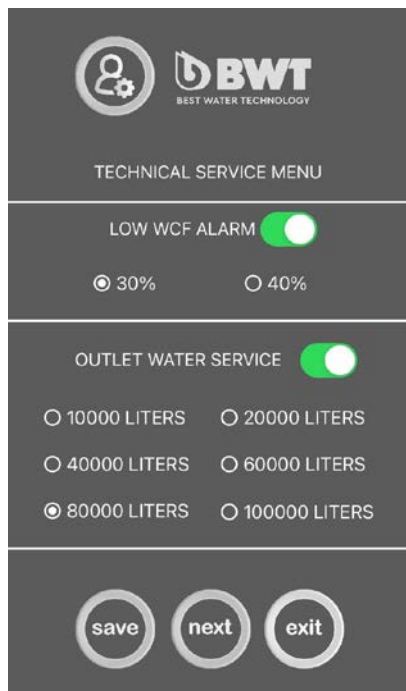 BWT
BEST WATER TECHNOLOGY
TECHNICAL SERVICE MENU
LOW WCF ALARM
30% 40%
OUTLET WATER SERVICE
10000 LITERS 20000 LITERS
40000 LITERS 60000 LITERS
80000 LITERS 100000 LITERS
save next exit